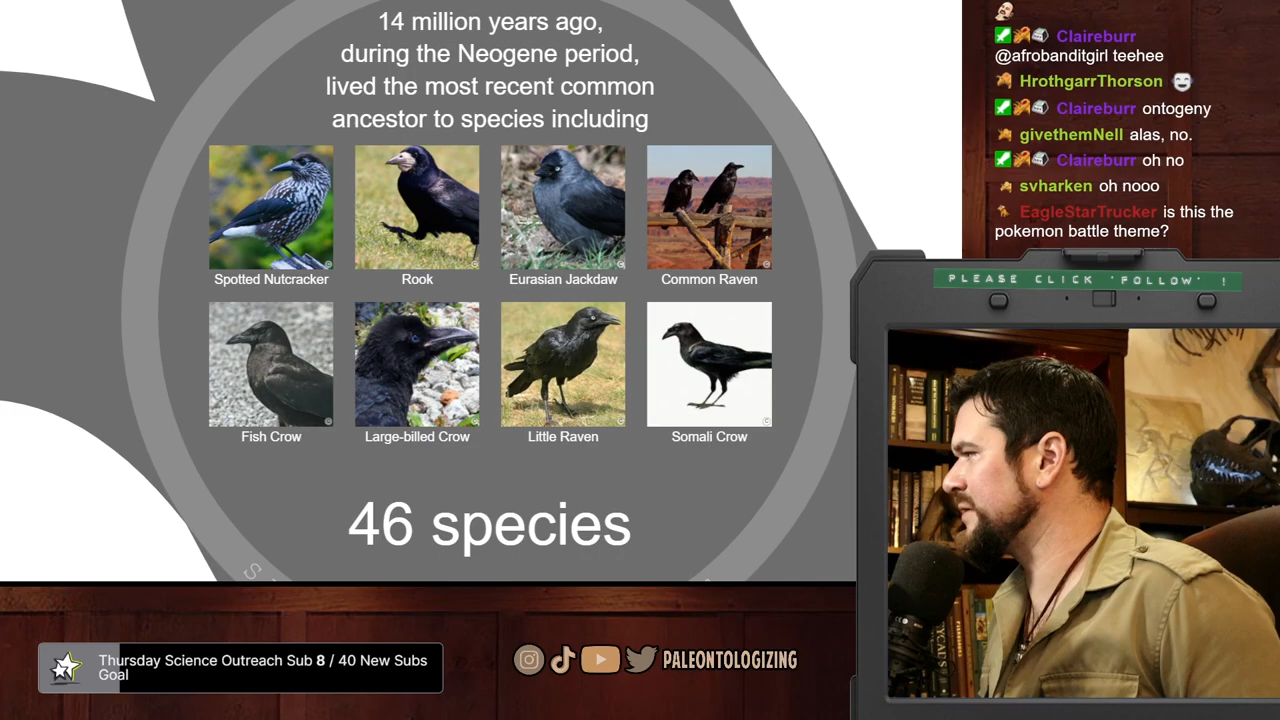 14 million years ago,
during the Neogene period,
lived the most recent common
ancestor to species including
Spotted Nutcracker
Rook
Eurasian Jackdaw
Common Raven
Fish Crow
Large-billed Crow
Little Raven
Somali Crow
46 species
Claireburr
@afrobanditgirl teehee
HrothgarrThorson
Claireburr ontogeny
givethemNell alas, no.
Claireburr oh no
svharken oh nooo
EagleStarTrucker is this the
pokemon battle theme?
PLEASE CLICK 'FOLLOW' !
Thursday Science Outreach Sub 8 / 40 New Subs
Goal
PALEONTOLOGIZING